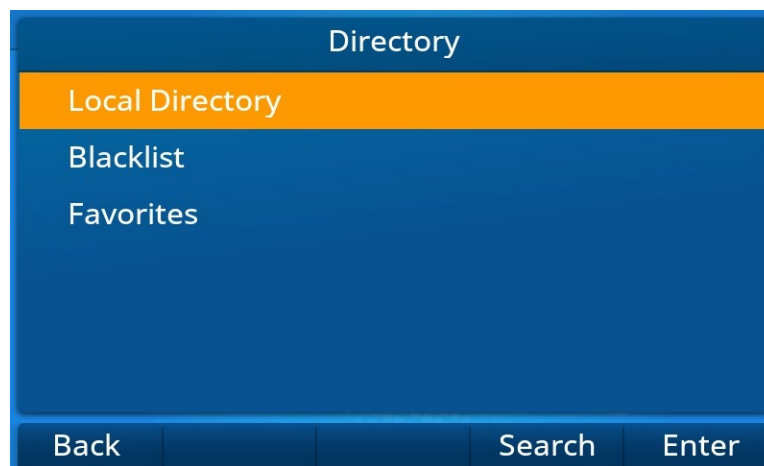 Directory
Local Directory
Blacklist
Favorites
Back Search Enter